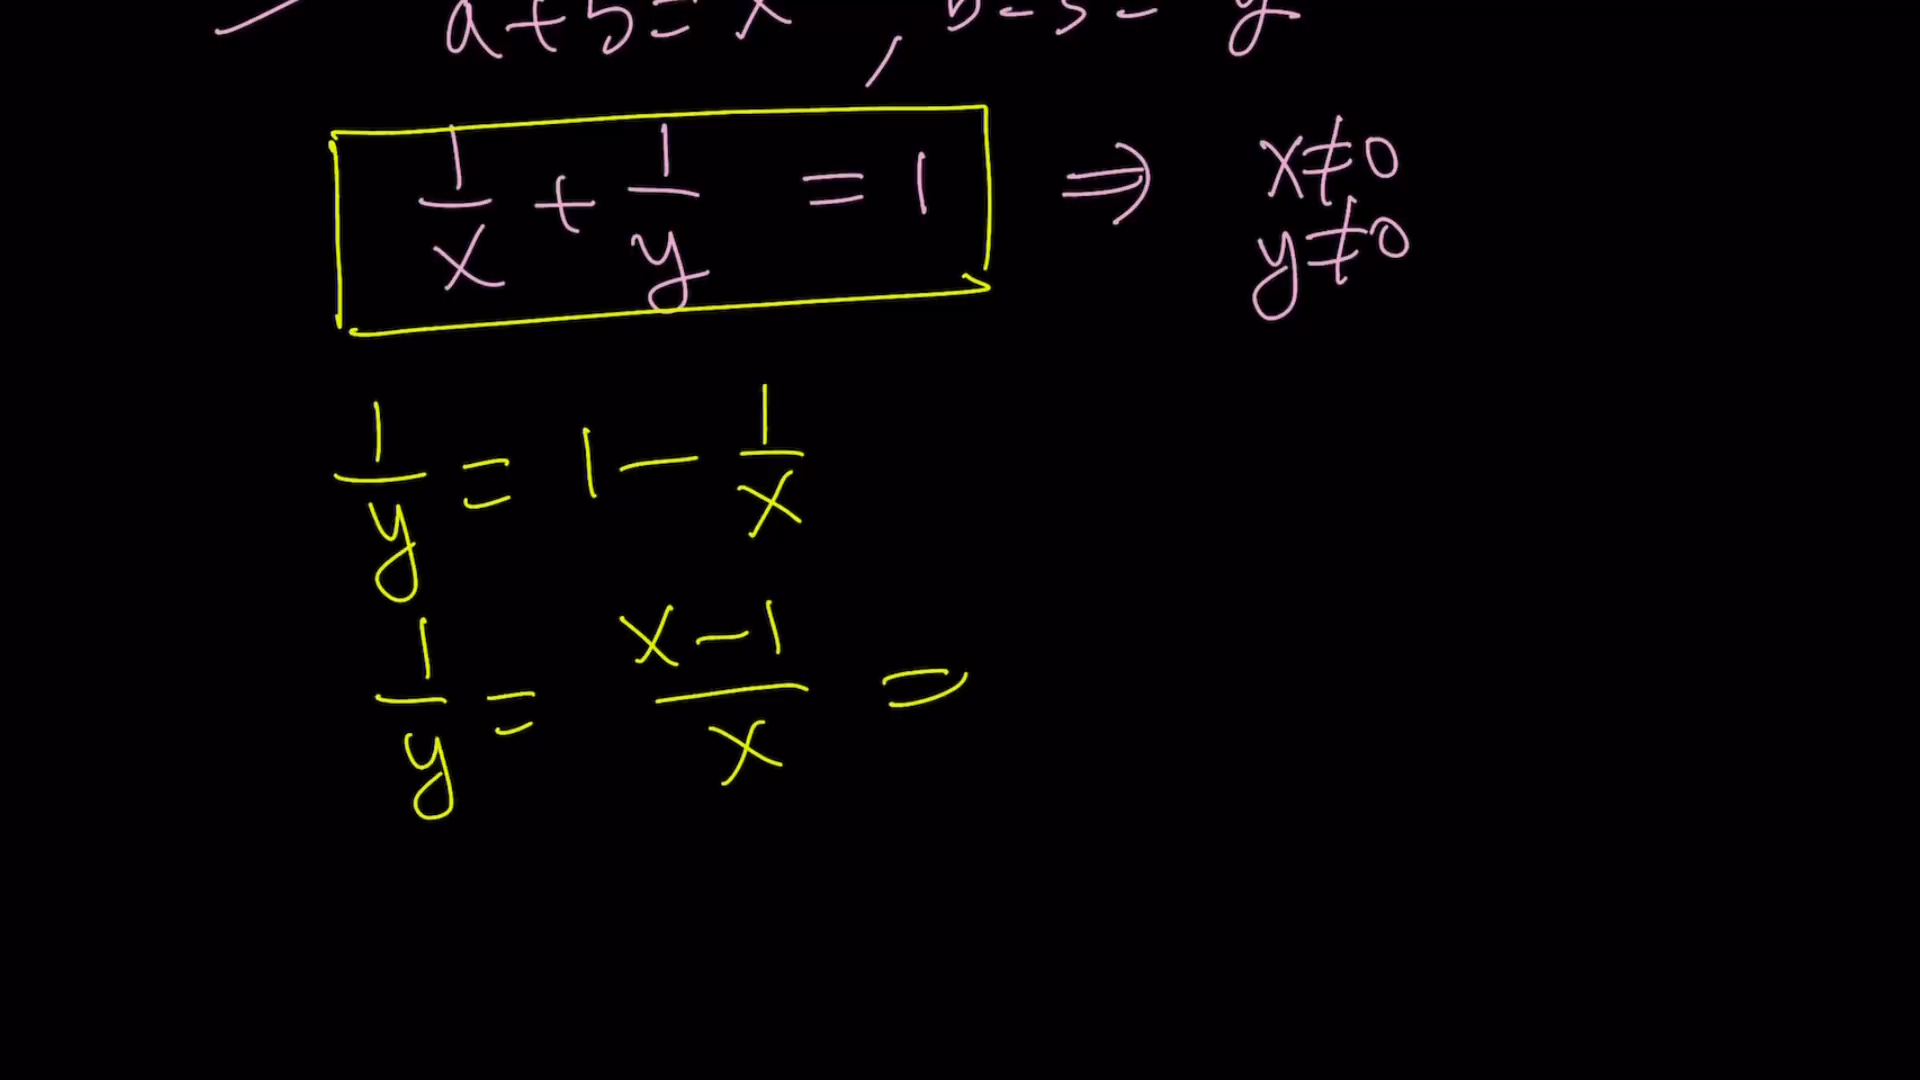 a+5=x , b-5=y
1/x + 1/y = 1 ⇒ x≠0
y≠0
1/y = 1 - 1/x
1/y = (x-1)/x =